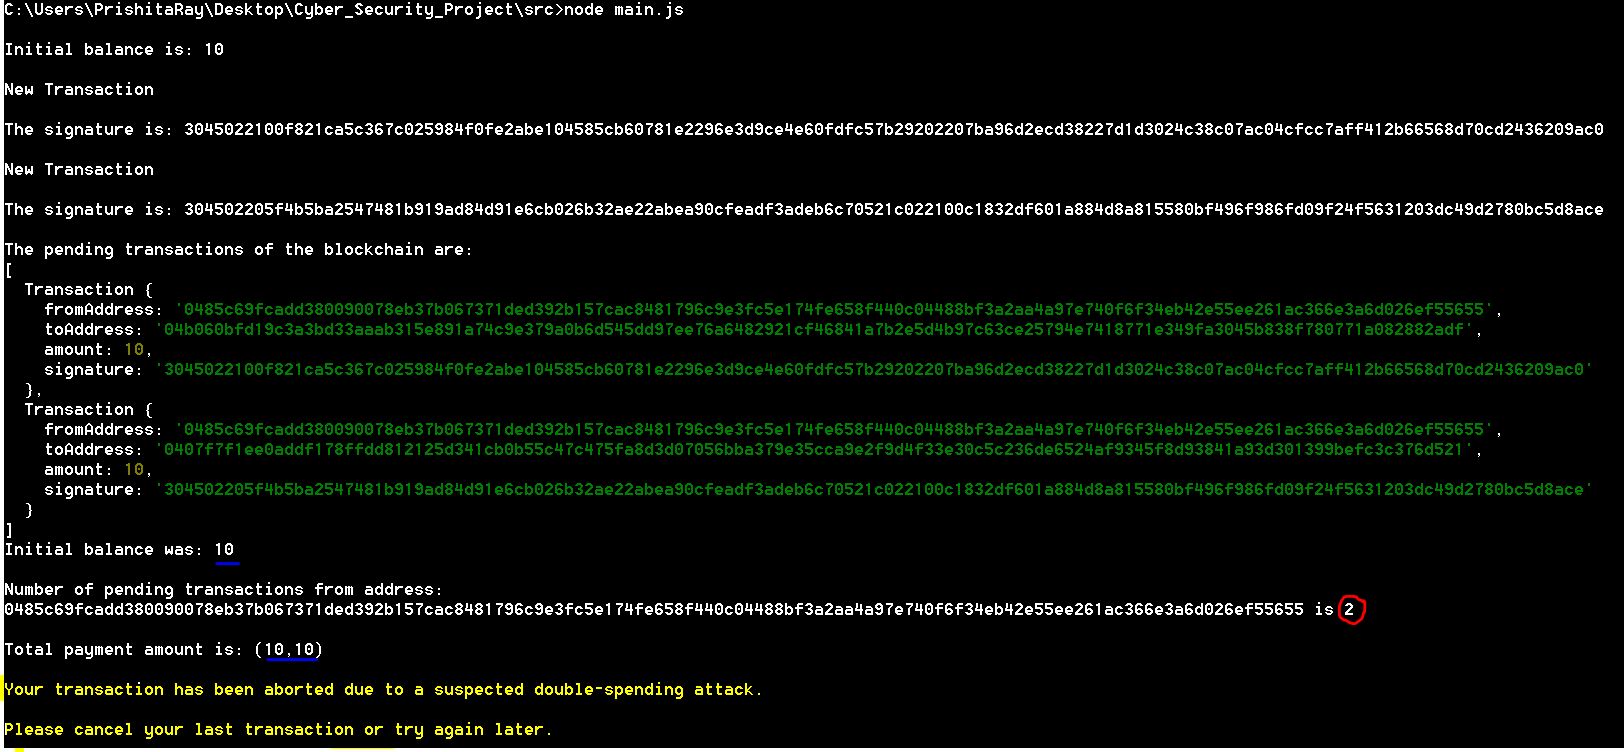 C:\Users\PrishitaRay\Desktop\Cyber_Security_Project\src>node main.js
Initial balance is: 10
New Transaction
The signature is: 3045022100f821ca5c367c025984f0fe2abe104585cb60781e2296e3d9ce4e60fdfc57b29202207ba96d2ecd38227d1d3024c38c07ac04cfcc7aff412b66568d70cd2436209ac0
New Transaction
The signature is: 304502205f4b5ba2547481b919ad84d91e6cb026b32ae22abea90cfeadf3adeb6c70521c022100c1832df601a884d8a815580bf496f986fd09f24f5631203dc49d2780bc5d8ace
The pending transactions of the blockchain are:
[
Transaction {
fromAddress: '0485c69fcadd380090078eb37b067371ded392b157cac8481796c9e3fc5e174fe658f440c04488bf3a2aa4a97e740f6f34eb42e55ee261ac366e3a6d026ef55655',
toAddress: '04b060bfd19c3a3bd33aaab315e891a74c9e379a0b6d545dd97ee76a6482921cf46841a7b2e5d4b97c63ce25794e7418771e349fa3045b838f780771a082882adf',
amount: 10,
signature: '3045022100f821ca5c367c025984f0fe2abe104585cb60781e2296e3d9ce4e60fdfc57b29202207ba96d2ecd38227d1d3024c38c07ac04cfcc7aff412b66568d70cd2436209ac0'
},
Transaction {
fromAddress: '0485c69fcadd380090078eb37b067371ded392b157cac8481796c9e3fc5e174fe658f440c04488bf3a2aa4a97e740f6f34eb42e55ee261ac366e3a6d026ef55655',
toAddress: '0407f7f1ee0addf178ffdd812125d341cb0b55c47c475fa8d3d07056bba379e35cca9e2f9d4f33e30c5c236de6524af9345f8d93841a93d301399befc3c376d521',
amount: 10,
signature: '304502205f4b5ba2547481b919ad84d91e6cb026b32ae22abea90cfeadf3adeb6c70521c022100c1832df601a884d8a815580bf496f986fd09f24f5631203dc49d2780bc5d8ace'
}
]
Initial balance was: 10
Number of pending transactions from address:
0485c69fcadd380090078eb37b067371ded392b157cac8481796c9e3fc5e174fe658f440c04488bf3a2aa4a97e740f6f34eb42e55ee261ac366e3a6d026ef55655 is 2
Total payment amount is: (10,10)
Your transaction has been aborted due to a suspected double-spending attack.
Please cancel your last transaction or try again later.